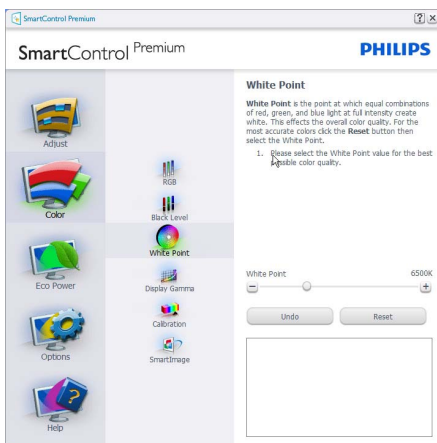 SmartControl Premium
SmartControl Premium
PHILIPS
Adjust
Color
Eco Power
Options
Help
RGB
Black Level
White Point
Display Gamma
Calibration
SmartImage
White Point
White Point is the point at which equal combinations
of red, green, and blue light at full intensity create
white. This effects the overall color quality. For the
most accurate colors click the Reset button then
select the White Point.
1. Please select the White Point value for the best
possible color quality.
White Point 6500K
Undo Reset